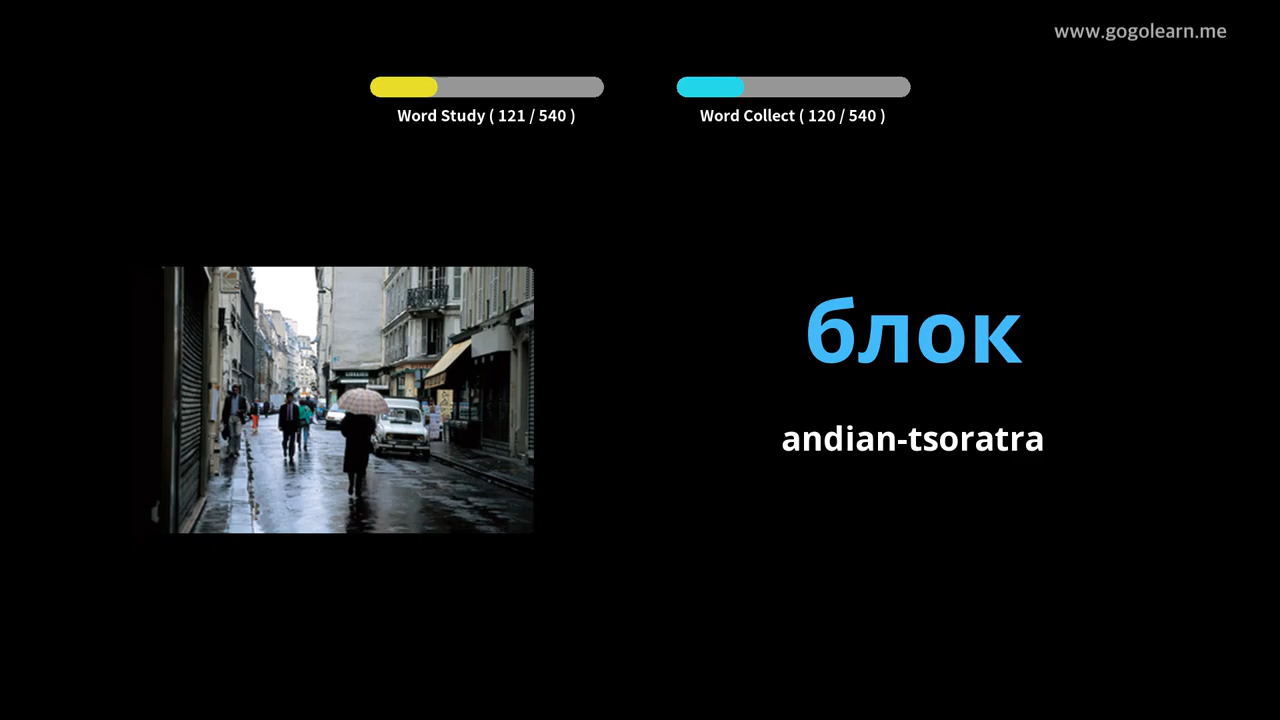 www.gogolearn.me
Word Study ( 121 / 540 )
Word Collect ( 120 / 540 )
блок
andian-tsoratra